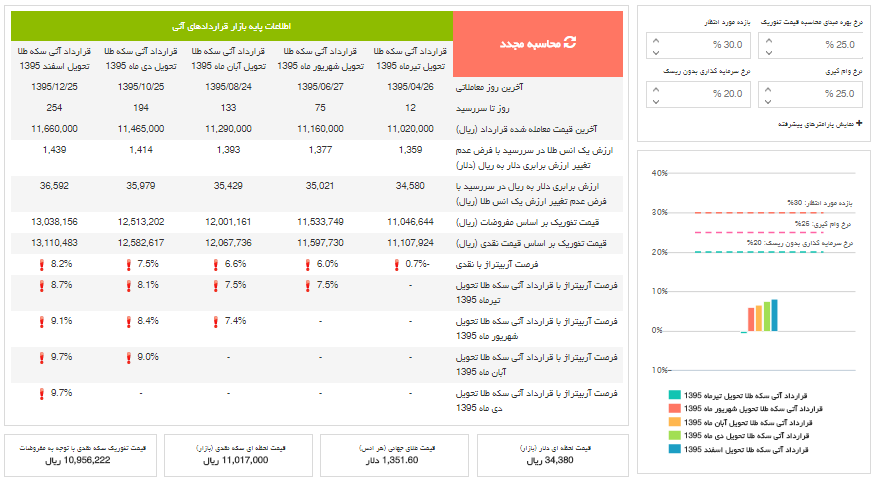 اطلاعات پایه بازار قراردادهای آتی
محاسبه مجدد
قرارداد آتی سکه طلا تحویل تیرماه 1395
قرارداد آتی سکه طلا تحویل شهریور ماه 1395
قرارداد آتی سکه طلا تحویل آبان ماه 1395
قرارداد آتی سکه طلا تحویل دی ماه 1395
قرارداد آتی سکه طلا تحویل اسفند 1395
آخرین روز معاملاتی 1395/04/26 1395/06/27 1395/08/24 1395/10/25 1395/12/25
روز تا سررسید 12 75 133 194 254
آخرین قیمت معامله شده قرارداد (ریال) 11,020,000 11,160,000 11,290,000 11,465,000 11,660,000
ارزش یک انس طلا در سررسید با فرض عدم 1,359 1,377 1,393 1,414 1,439
تغییر ارزش برابری دلار به ریال (دلار)
ارزش برابری دلار به ریال در سررسید با 34,580 35,021 35,429 35,979 36,592
فرض عدم تغییر ارزش یک انس طلا (ریال)
قیمت تئوریک بر اساس مفروضات (ریال) 11,046,644 11,533,749 12,001,161 12,513,202 13,038,156
قیمت تئوریک بر اساس قیمت نقدی (ریال) 11,107,924 11,597,730 12,067,736 12,582,617 13,110,483
فرصت آربیتراژ با نقدی 0.7%- 6.0% 6.6% 7.5% 8.2%
فرصت آربیتراژ با قرارداد آتی سکه طلا تحویل - 7.5% 7.5% 8.1% 8.7%
تیرماه 1395
فرصت آربیتراژ با قرارداد آتی سکه طلا تحویل - - 7.4% 8.4% 9.1%
شهریور ماه 1395
فرصت آربیتراژ با قرارداد آتی سکه طلا تحویل - - - 9.0% 9.7%
آبان ماه 1395
فرصت آربیتراژ با قرارداد آتی سکه طلا تحویل - - - - 9.7%
دی ماه 1395
قیمت لحظه ای دلار (بازار)
34,380 ریال
قیمت طلای جهانی (هر انس)
1,351.60 دلار
قیمت لحظه ای سکه نقدی (بازار)
11,017,000 ریال
قیمت تئوریک سکه نقدی با توجه به مفروضات
10,956,222 ریال
نرخ بهره مبنای محاسبه قیمت تئوریک
% 25.0
بازده مورد انتظار
% 30.0
نرخ وام گیری
% 25.0
نرخ سرمایه گذاری بدون ریسک
% 20.0
نمایش پارامترهای پیشرفته
40%
بازده مورد انتظار: 30%
30%
نرخ وام گیری: 25%
نرخ سرمایه گذاری بدون ریسک: 20%
20%
10%
0%
10%-
قرارداد آتی سکه طلا تحویل تیرماه 1395
قرارداد آتی سکه طلا تحویل شهریور ماه 1395
قرارداد آتی سکه طلا تحویل آبان ماه 1395
قرارداد آتی سکه طلا تحویل دی ماه 1395
قرارداد آتی سکه طلا تحویل اسفند 1395